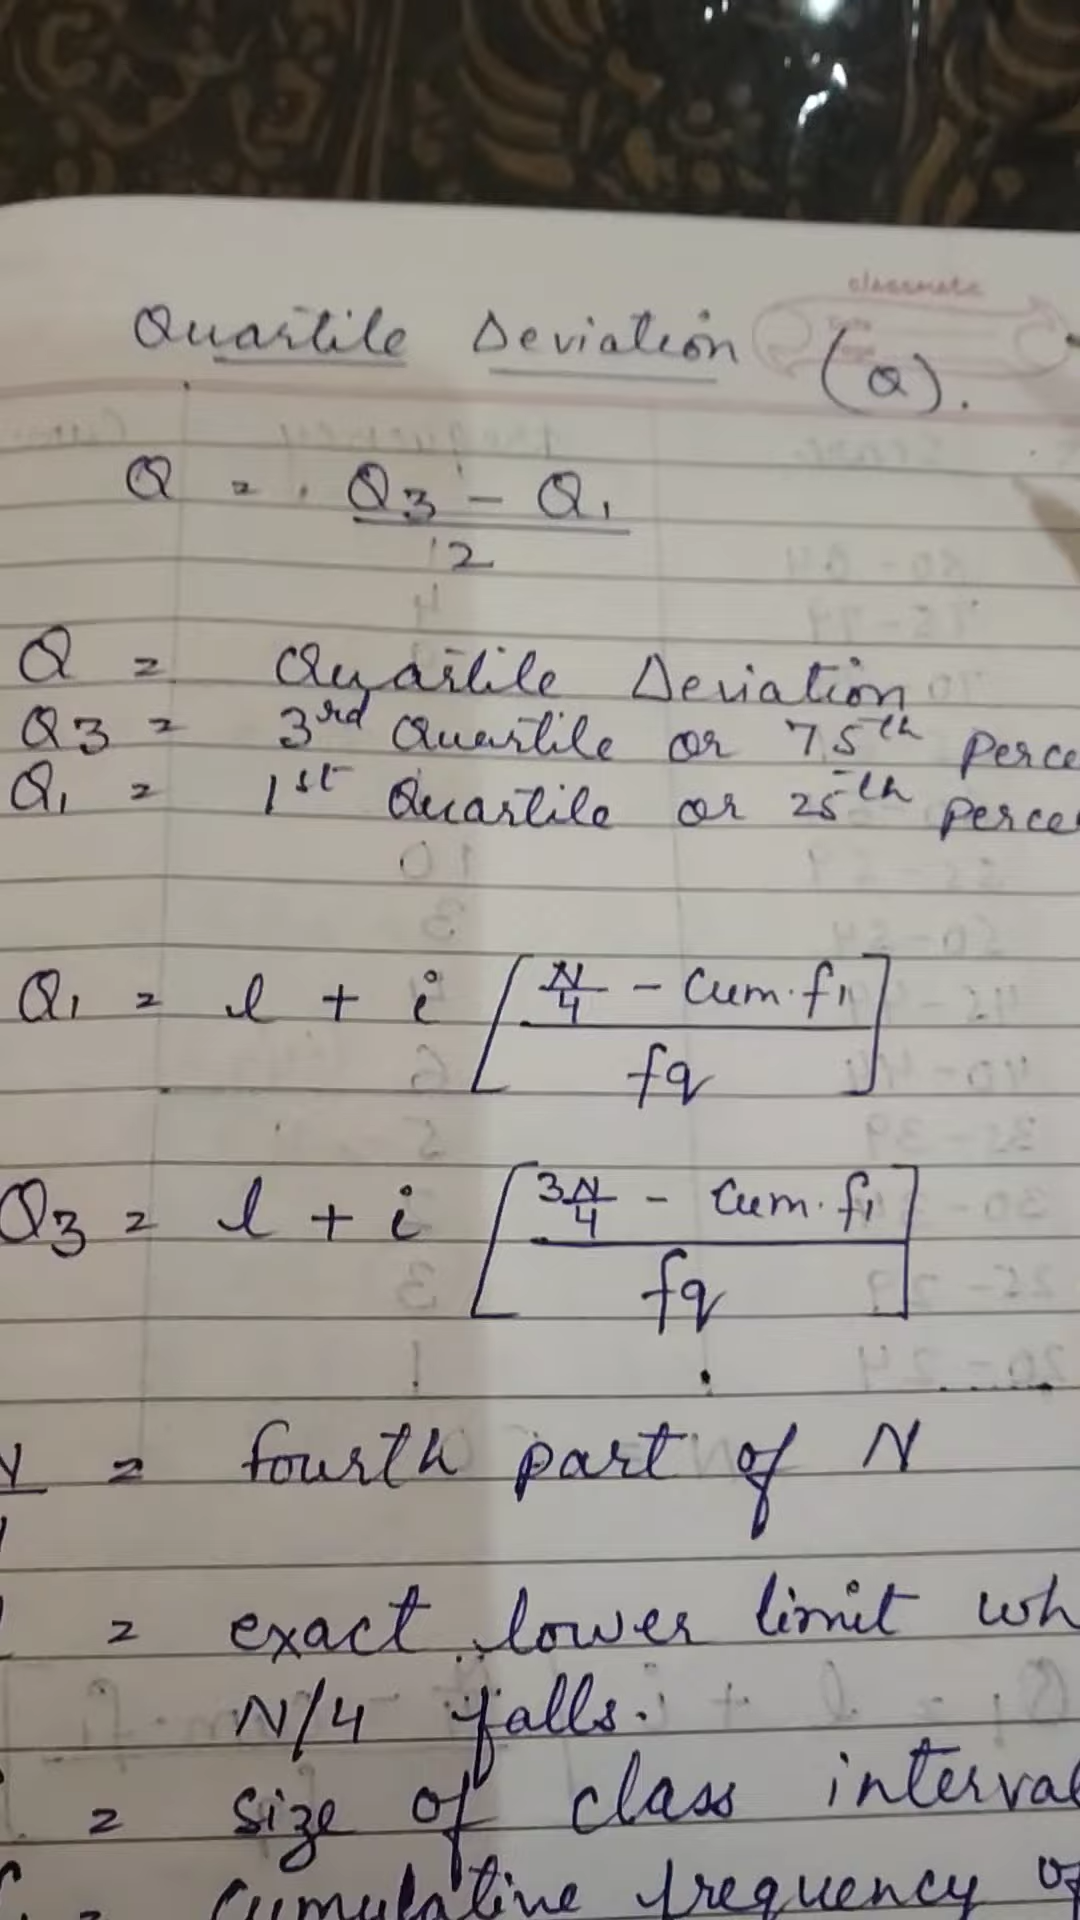 classmate
Quartile Deviation (Q).
Q = Q3 - Q1
2
Q = Quartile Deviation
Q3 = 3rd Quartile or 75th perce
Q1 = 1st Quartile or 25th perce
Q1 = l + i [N/4 - Cum.f1
fq]
Q3 = l + i [3N/4 - Cum.f1
fq]
N = fourth part of N
= exact lower limit wh
N/4 falls.
= size of class interval
= Cumulative frequency of